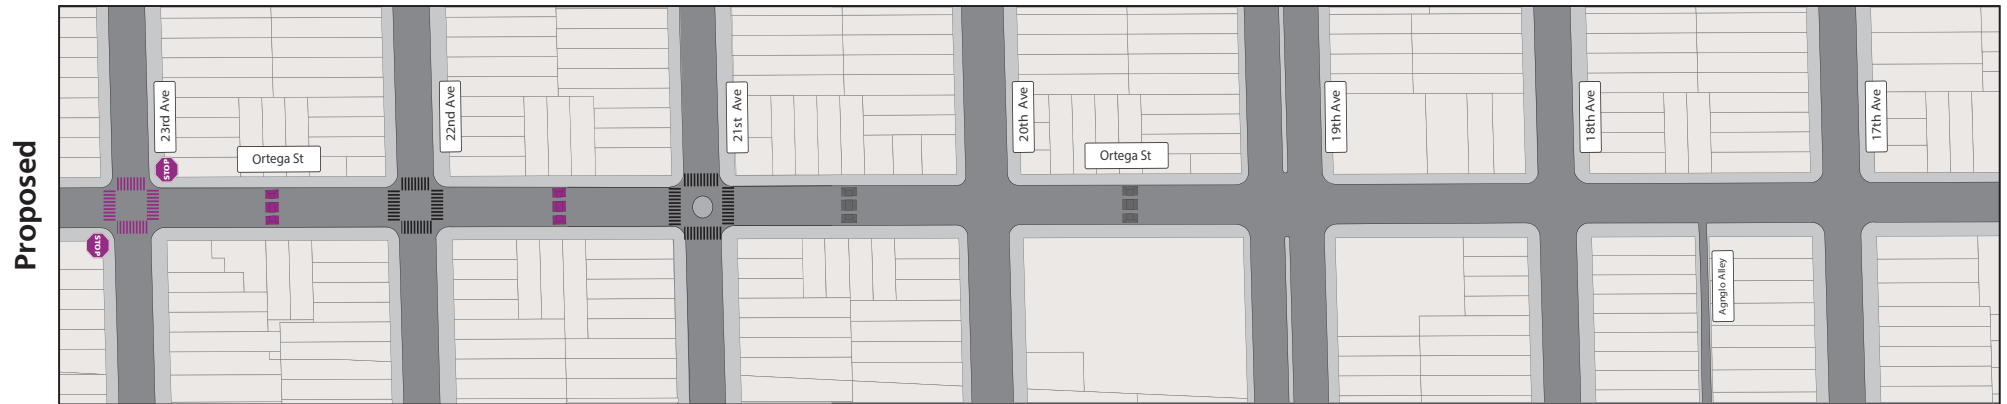 Proposed
23rd Ave
22nd Ave
21st Ave
20th Ave
19th Ave
18th Ave
17th Ave
Ortega St
Ortega St
STOP
STOP
Agnglo Alley